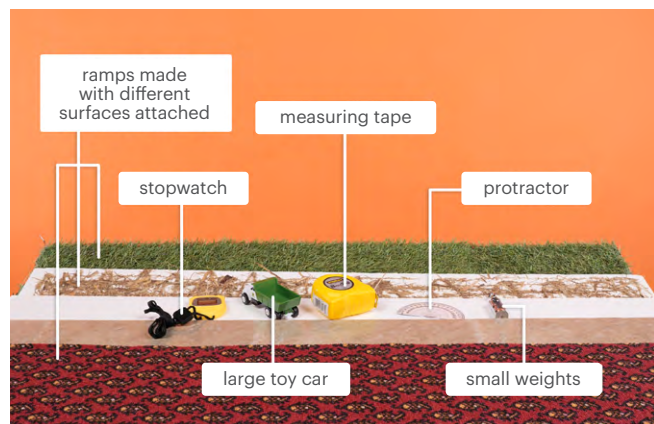 ramps made
with different
surfaces attached
measuring tape
stopwatch
protractor
large toy car
small weights